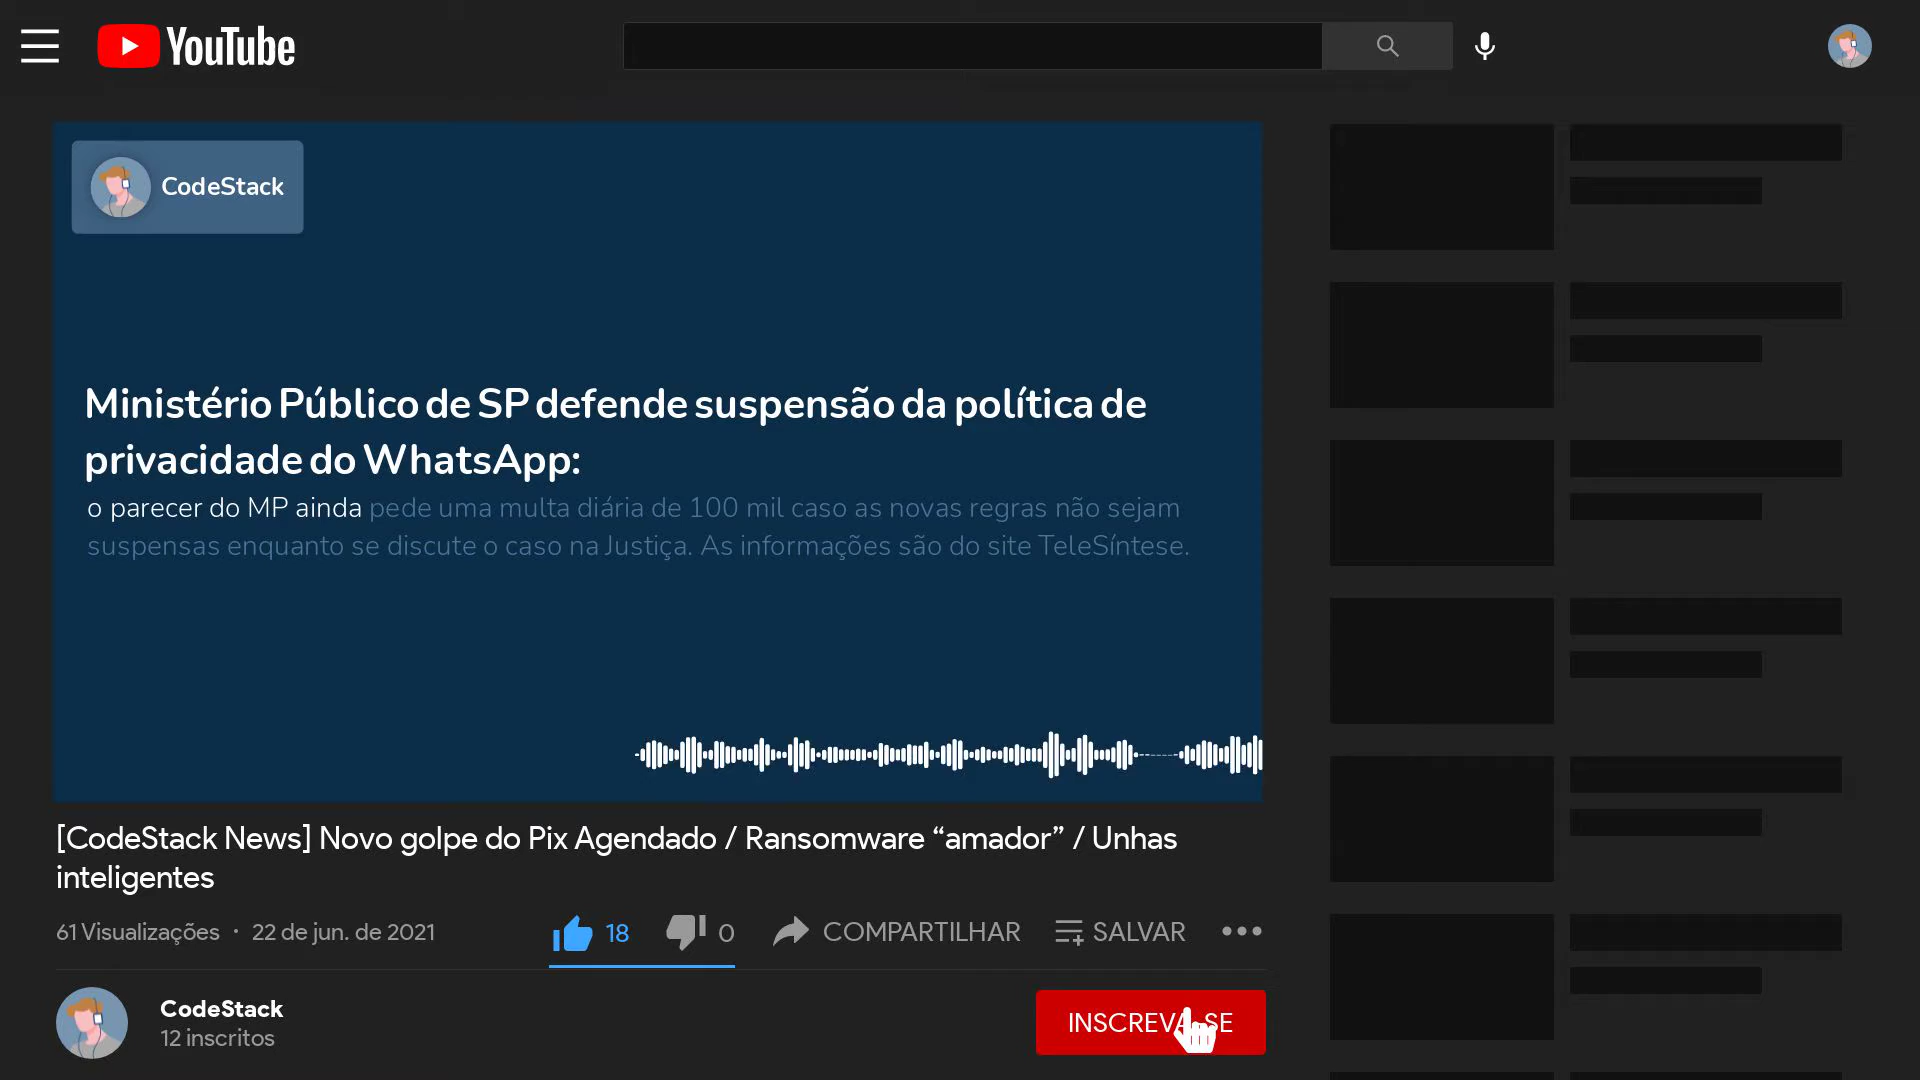 YouTube
CodeStack
Ministério Público de SP defende suspensão da política de
privacidade do WhatsApp:
o parecer do MP ainda pede uma multa diária de 100 mil caso as novas regras não sejam
suspensas enquanto se discute o caso na Justiça. As informações são do site TeleSíntese.
[CodeStack News] Novo golpe do Pix Agendado / Ransomware “amador” / Unhas
inteligentes
61 Visualizações • 22 de jun. de 2021
18
0
COMPARTILHAR
SALVAR
CodeStack
12 inscritos
INSCREVA-SE